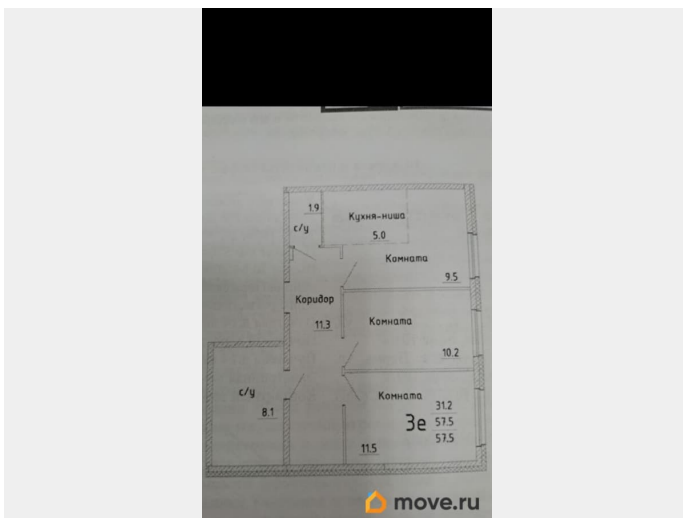 1.9
с/у
Кухня-ниша
5.0
Комната
9.5
Коридор
11.3
Комната
10.2
с/у
8.1
Комната
3е
31.2
57.5
57.5
11.5
move.ru